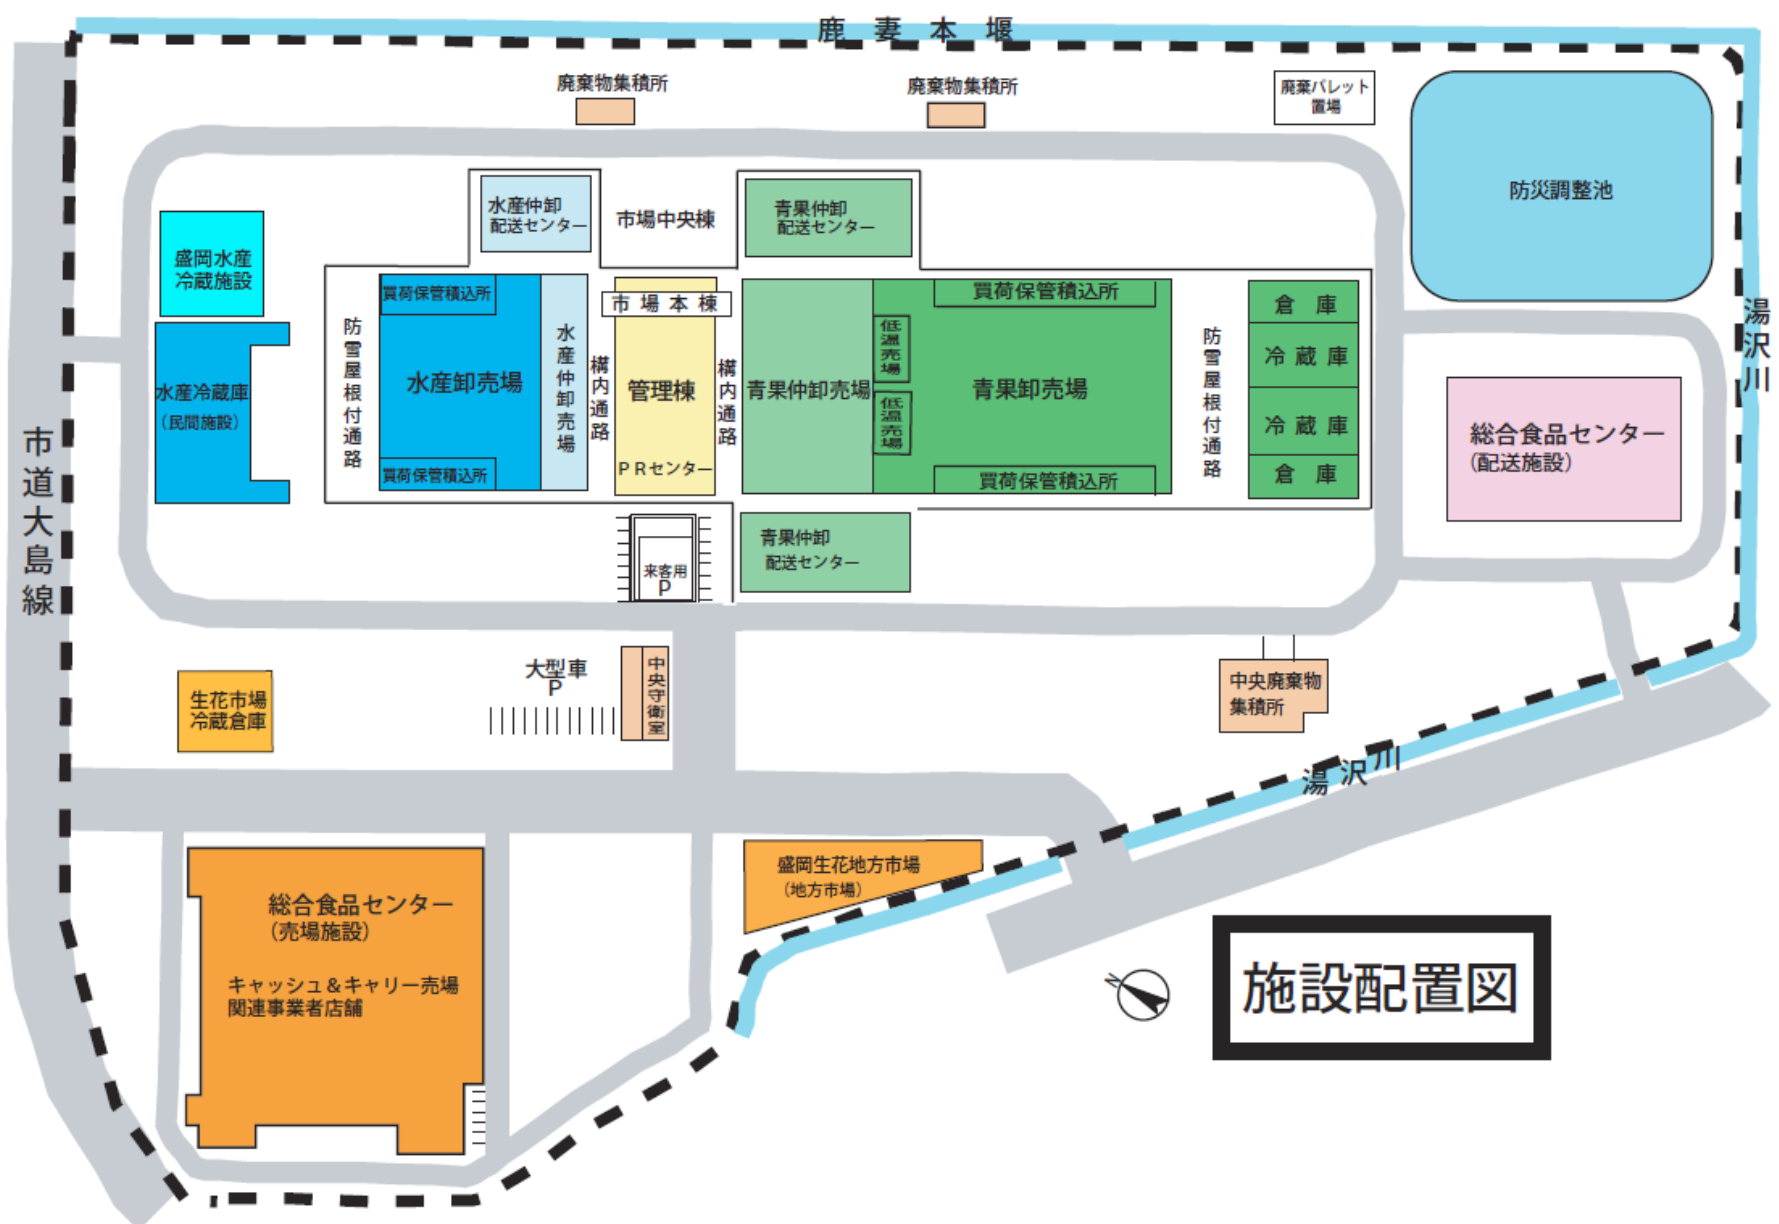 鹿妻本堰
廃棄物集積所
廃棄物集積所
廃棄パレット
置場
防災調整池
水産仲卸
配送センター
市場中央棟
青果仲卸
配送センター
盛岡水産
冷蔵施設
買荷保管積込所
市場本棟
買荷保管積込所
倉庫
湯沢川
防雪屋根付通路
水産卸売場
水産仲卸売場
構内通路
管理棟
構内通路
青果仲卸売場
低温売場
低温売場
青果卸売場
防雪屋根付通路
冷蔵庫
冷蔵庫
水産冷蔵庫
(民間施設)
総合食品センター
(配送施設)
買荷保管積込所
PRセンター
買荷保管積込所
倉庫
市道大島線
来客用
P
青果仲卸
配送センター
生花市場
冷蔵倉庫
大型車
P
中央守衛室
中央廃棄物
集積所
湯沢川
盛岡生花地方市場
(地方市場)
総合食品センター
(売場施設)
キャッシュ&キャリー売場
関連事業者店舗
N
施設配置図